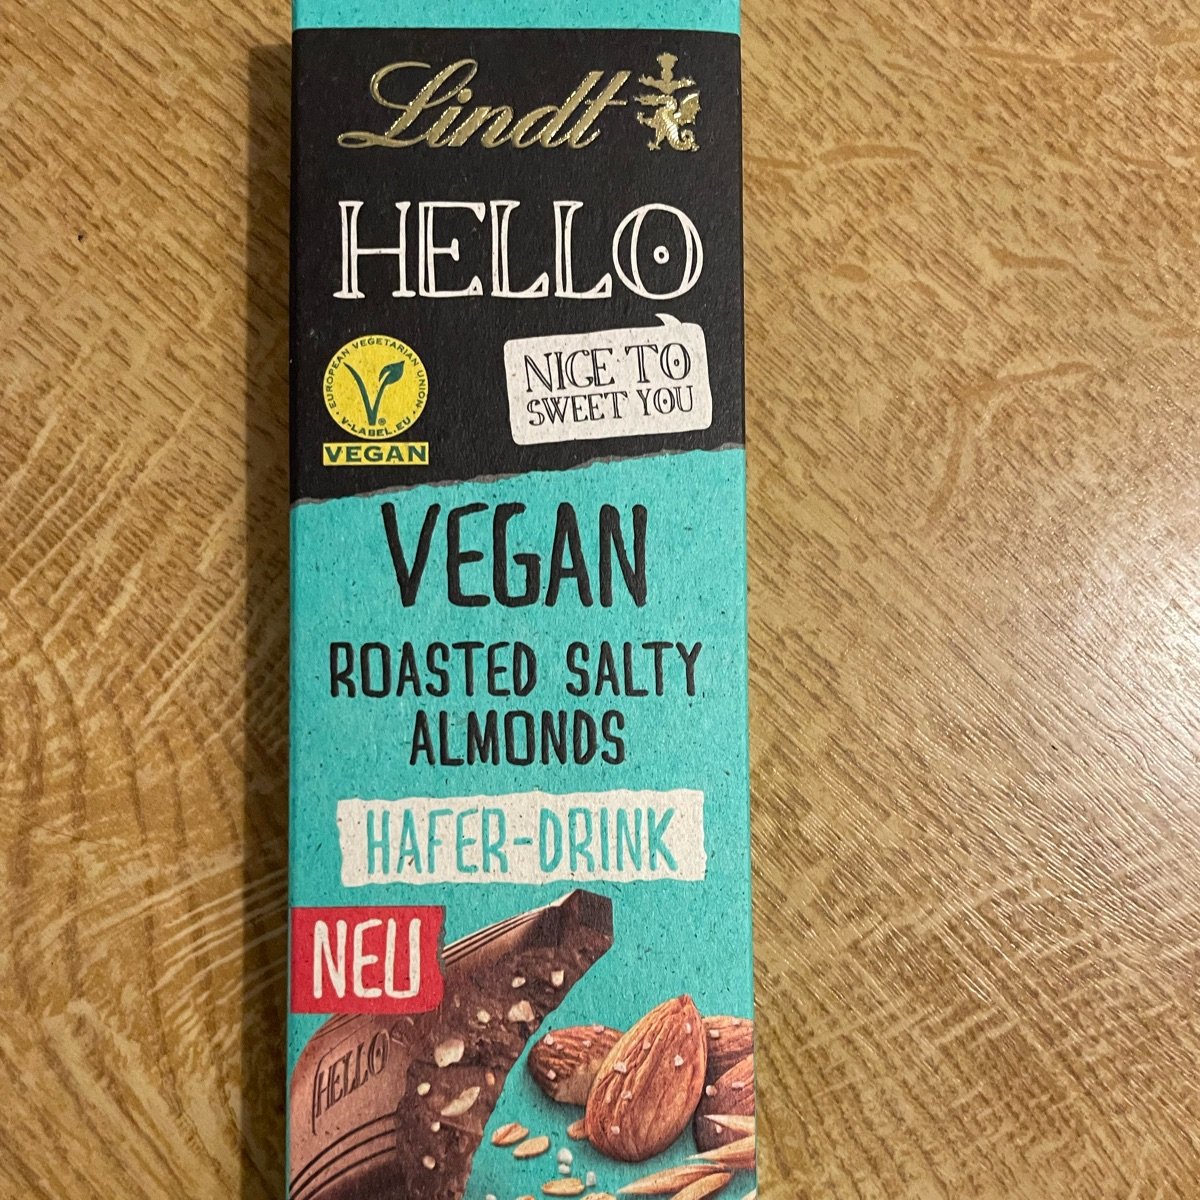 Lindt
HELLO
NICE TO
SWEET YOU
EUROPEAN VEGETARIAN UNION
V-LABEL.EU
VEGAN
VEGAN
ROASTED SALTY
ALMONDS
HAFER-DRINK
NEU
HELLO